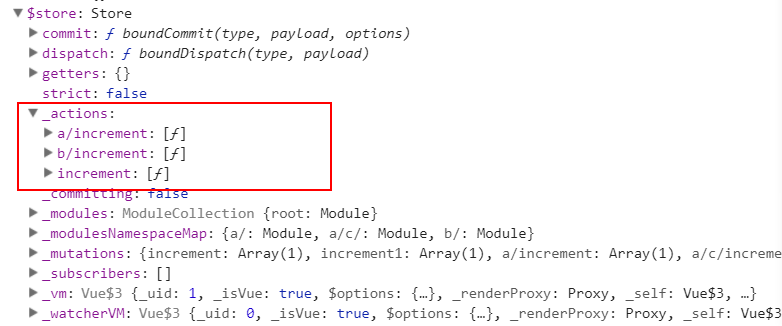 $store: Store
commit: ƒ boundCommit(type, payload, options)
dispatch: ƒ boundDispatch(type, payload)
getters: {}
strict: false
_actions:
a/increment: [ƒ]
b/increment: [ƒ]
increment: [ƒ]
_committing: false
_modules: ModuleCollection {root: Module}
_modulesNamespaceMap: {a/: Module, a/c/: Module, b/: Module}
_mutations: {increment: Array(1), increment1: Array(1), a/increment: Array(1), a/c/increme
_subscribers: []
_vm: Vue$3 {_uid: 1, _isVue: true, $options: {…}, _renderProxy: Proxy, _self: Vue$3, …}
_watcherVM: Vue$3 {_uid: 0, _isVue: true, $options: {…}, _renderProxy: Proxy, _self: Vue$3